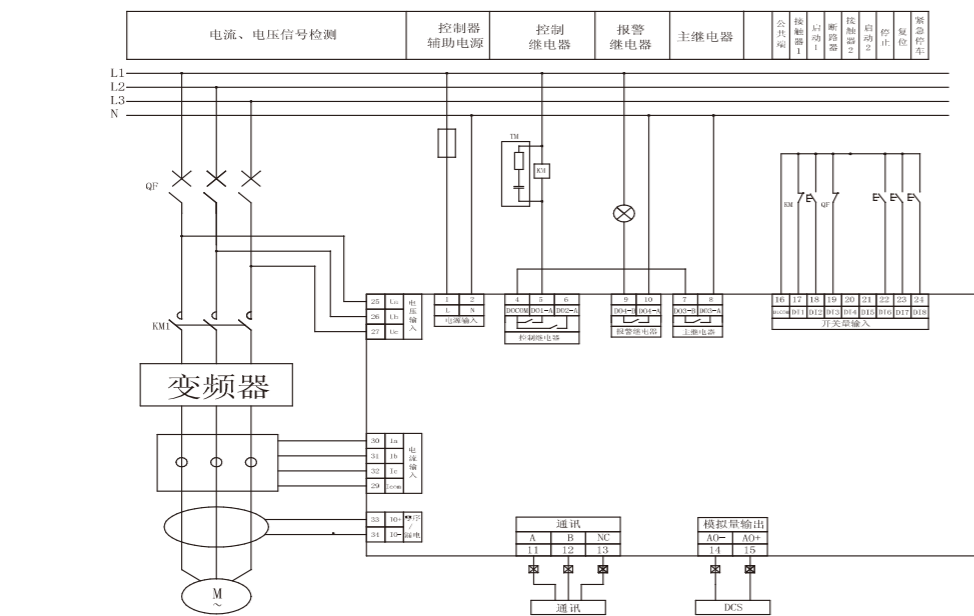 电流、电压信号检测
控制器
辅助电源
控制
继电器
报警
继电器
主继电器
公共端
接触器1
启动1
断路器
接触器2
启动2
停止
复位
紧急停车
L1
L2
L3
N
TM
KM
QF
KM QF
25 Ua
26 Ub
27 Uc
电压输入
1 2
L N
电源输入
4 5 6
DOCOM DO1-A DO2-A
控制继电器
9 10
DO4-B DO4-A
报警继电器
7 8
DO3-B DO3-A
主继电器
16 17 18 19 20 21 22 23 24
DI1 DI2 DI3 DI4 DI5 DI6 DI7 DI8
开关量输入
KM1
变频器
30 Ia
31 Ib
32 Ic
29 Icom
电流输入
33 I0+
34 I0-
零序
/
漏电
通讯
A B NC
11 12 13
通讯
模拟量输出
AO- AO+
14 15
DCS
M
~